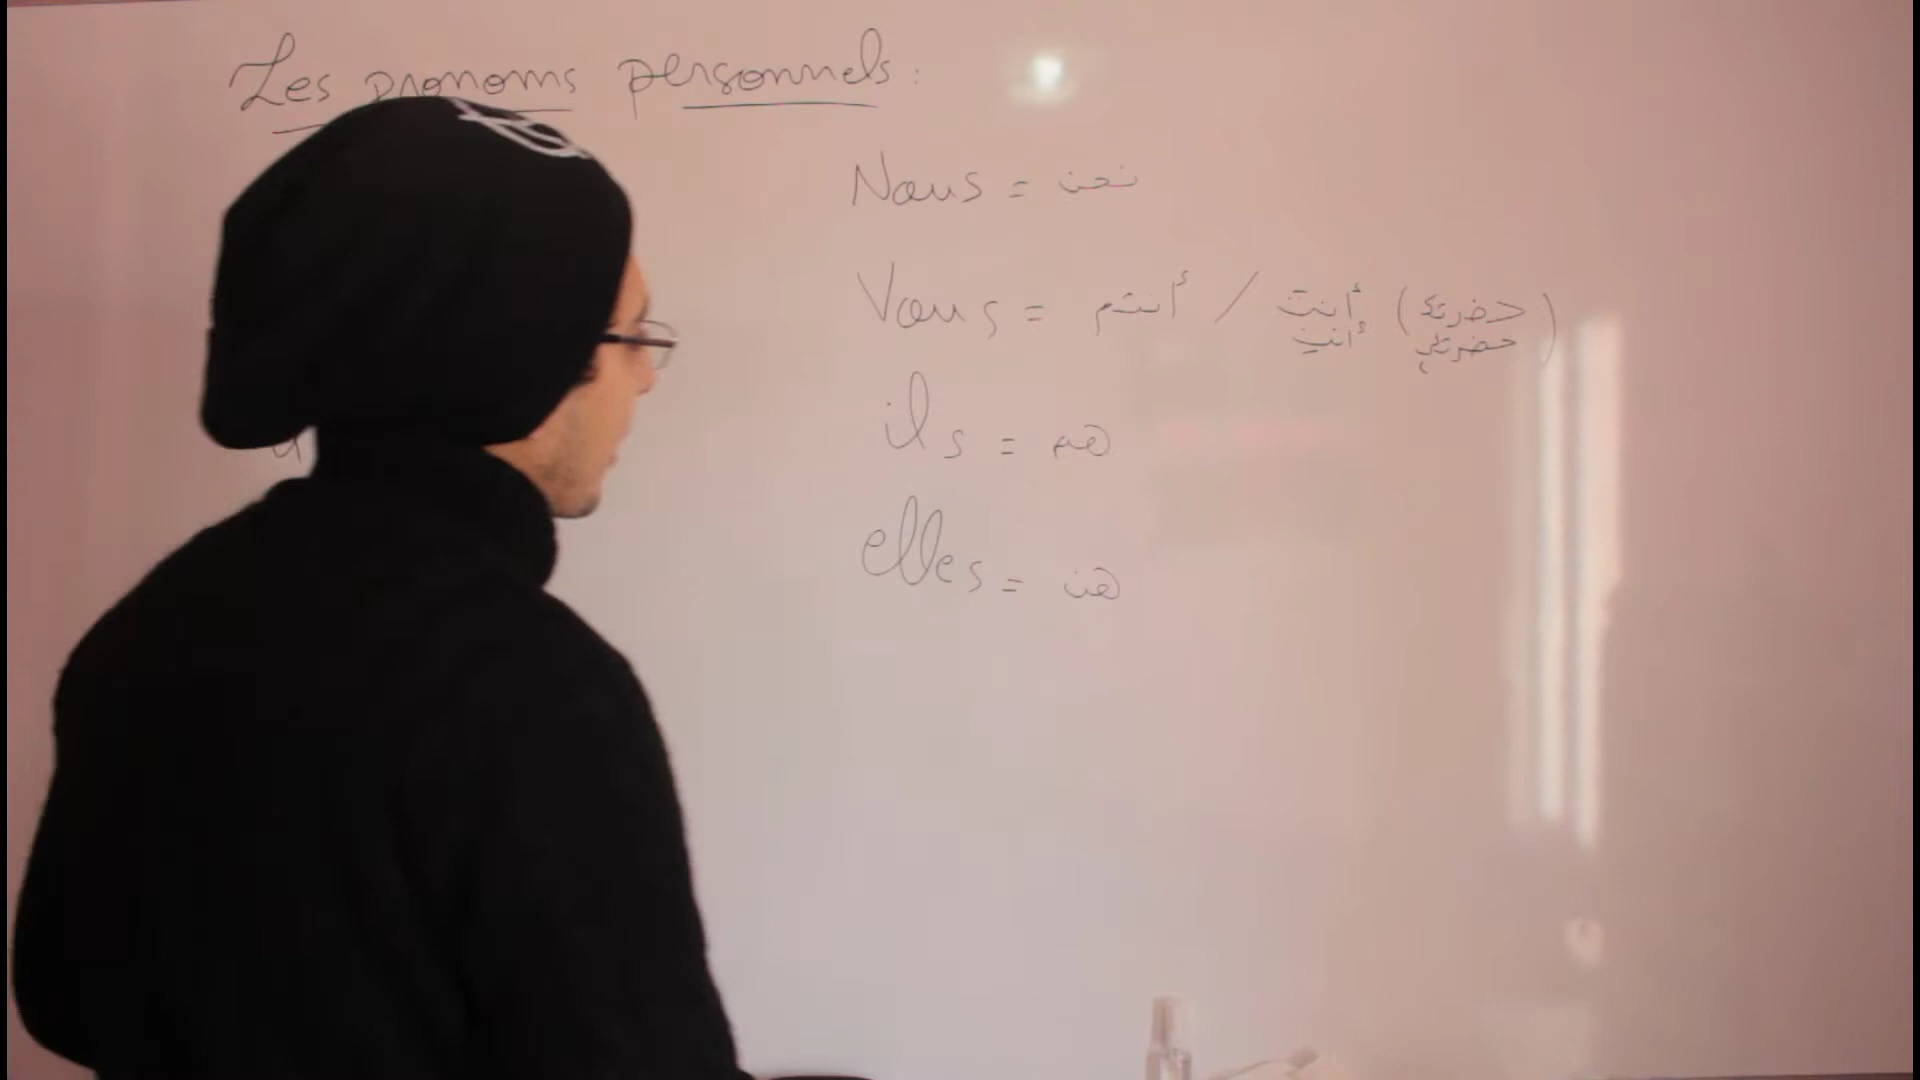 Les pronoms personnels :
Nous = نحن
Vous = أنتم / أنت (حضرتك
أنتِ حضرتكِ)
ils = هم
elles = هن